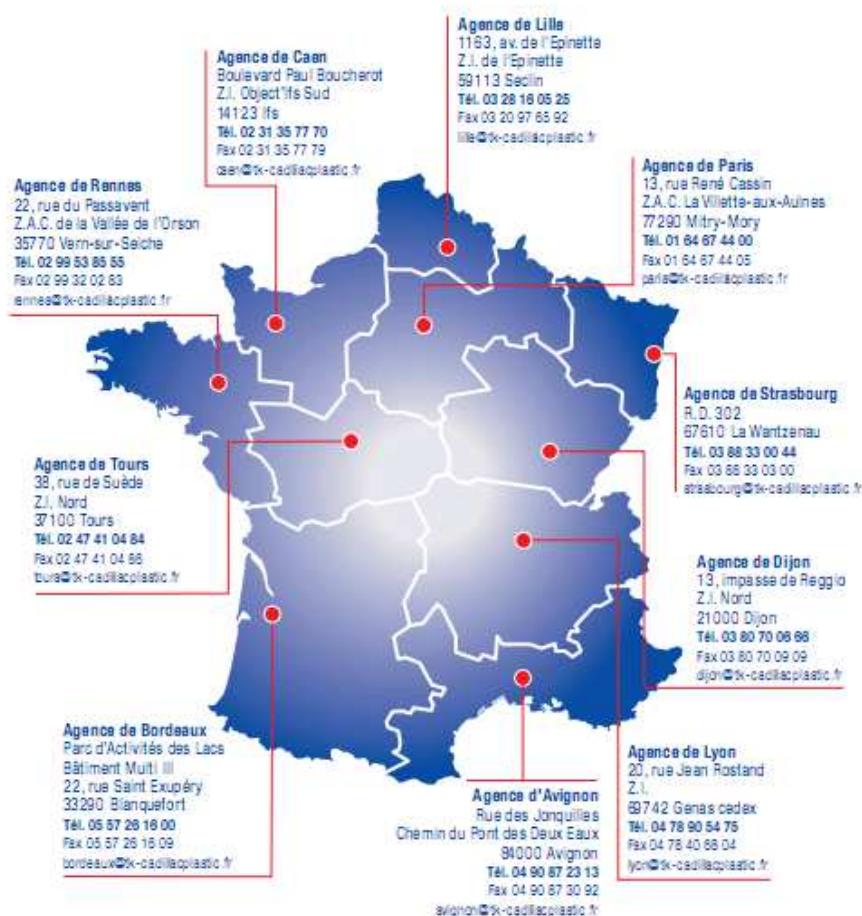 Agence de Lille
1163, av. de l'Epinette
Z.I. de l'Epinette
59113 Seclin
Tél. 03 28 16 05 25
Fax 03 20 97 65 92
lille@tk-cadillacplastic.fr
Agence de Caen
Boulevard Paul Boucherot
Z.I. Object'ifs Sud
14123 Ifs
Tél. 02 31 35 77 70
Fax 02 31 35 77 79
caen@tk-cadillacplastic.fr
Agence de Paris
13, rue René Cassin
Z.A.C. La Villette-aux-Aulnes
77290 Mitry-Mory
Tél. 01 64 67 44 00
Fax 01 64 67 44 05
paris@tk-cadillacplastic.fr
Agence de Rennes
22, rue du Passavent
Z.A.C. de la Vallée de l'Orson
35770 Vern-sur-Seiche
Tél. 02 99 53 85 55
Fax 02 99 32 02 83
rennes@tk-cadillacplastic.fr
Agence de Strasbourg
R.D. 302
67610 La Wantzenau
Tél. 03 88 33 00 44
Fax 03 88 33 03 00
strasbourg@tk-cadillacplastic.fr
Agence de Tours
38, rue de Suède
Z.I. Nord
37100 Tours
Tél. 02 47 41 04 84
Fax 02 47 41 04
tours@tk-cadillacplastic.fr
Agence de Dijon
13, impasse de Reggio
Z.I. Nord
21000 Dijon
Tél. 03 80 70 06 66
Fax 03 80 70 09 09
dijon@tk-cadillacplastic.fr
Agence de Bordeaux
Parc d'Activités des Lacs
Bâtiment Multi III
22, rue Saint Exupéry
33290 Blanquefort
Tél. 05 57 26 16 00
Fax 05 57 26 16 09
bordeaux@tk-cadillacplastic.fr
Agence de Lyon
20, rue Jean Rostand
Z.I.
69742 Genas cedex
Tél. 04 78 90 54 75
Fax 04 78 40 04
lyon@tk-cadillacplastic.fr
Agence d'Avignon
Rue des Jonquilles
Chemin du Pont des Deux Eaux
84000 Avignon
Tél. 04 90 87 23 13
Fax 04 90 87 30 92
avignon@tk-cadillacplastic.fr